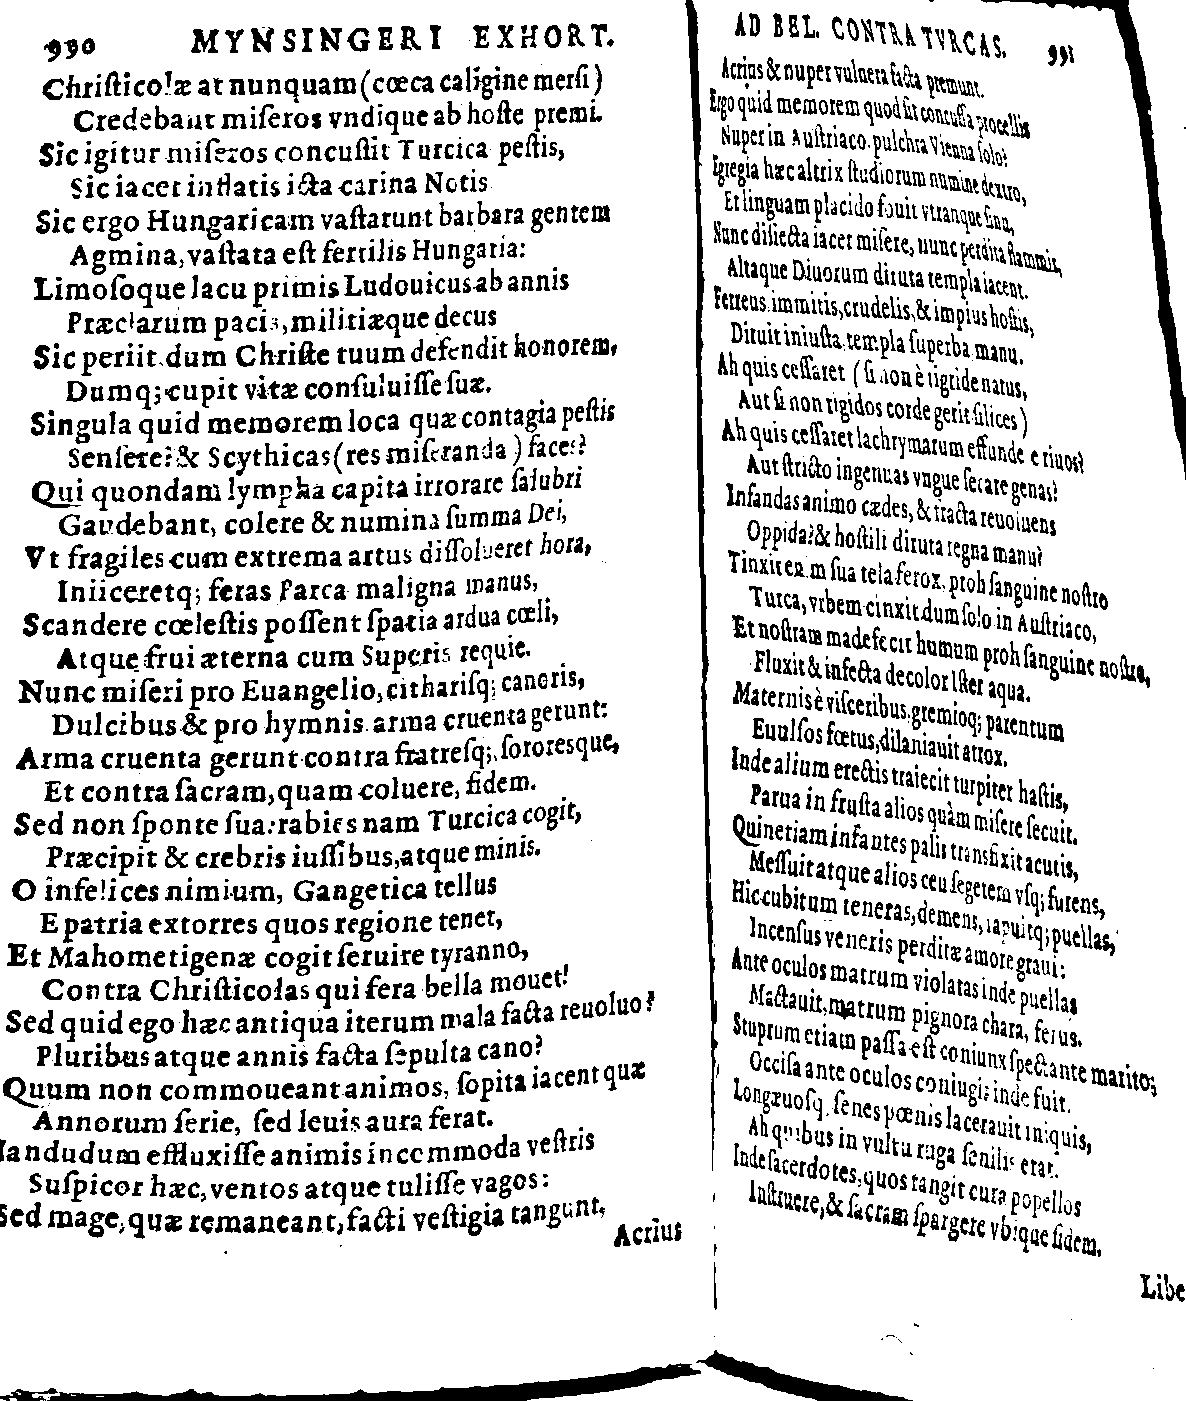 930 MYNSINGERI EXHORT.
Chriſticolæ at nunquam (cœca caligine merſi)
Credebant miſeros vndique ab hoſte premi.
Sic igitur miſeros concuſtit Turcica peſtis,
Sic iacet inflatis icta carina Notis
Sic ergo Hungaricam vaſtarunt barbara gentem
Agmina, vaſtata eſt fertilis Hungaria:
Limoſoque lacu primis Ludouicus ab annis
Præclarum pacis, militiæque decus
Sic periit dum Chriſte tuum defendit honorem,
Dumq; cupit vitæ conſuluiſſe ſuæ.
Singula quid memorem loca quæ contagia peſtis
Senſere? & Scythicas (res miſeranda) faces?
Qui quondam lympha capita irrorare ſalubri
Gaudebant, colere & numina ſumma Dei,
Vt fragiles cum extrema artus diſſolueret hora,
Iniiceretq; feras Parca maligna manus,
Scandere cœleſtis poſſent ſpatia ardua cœli,
Atque frui æterna cum Superis requie.
Nunc miſeri pro Euangelio, citharisq; canoris,
Dulcibus & pro hymnis arma cruenta gerunt:
Arma cruenta gerunt contra fratreſq; ſororesque,
Et contra ſacram, quam coluere, fidem.
Sed non ſponte ſua: rabies nam Turcica cogit,
Præcipit & crebris iuſſibus, atque minis.
O infelices nimium, Gangetica tellus
E patria extorres quos regione tenet,
Et Mahometigenæ cogit ſeruire tyranno,
Contra Chriſticolas qui fera bella mouet!
Sed quid ego hæc antiqua iterum mala facta reuoluo?
Pluribus atque annis facta ſepulta cano?
Quum non commoueant animos, ſopita iacent quæ
Annorum ſerie, ſed leuis aura ferat.
Iandudum effluxiſſe animis incommoda veſtris
Suſpicor hæc, ventos atque tuliſſe vagos:
Sed mage, quæ remaneant, facti veſtigia tangunt,
Acrius
AD BEL. CONTRA TVRCAS. 991
Acrius & nuper vulnera facta premunt.
Ergo quid memorem quod ſit concuſſa procellis
Nuper in Auſtriaco pulchra Vienna ſolo?
Egregia hæc altrix ſtudiorum numine dextro,
Et linguam placido fouit vtranque ſinu,
Nunc diſiecta iacet miſere, nunc perdita flammis,
Altaque Diuorum diruta templa iacent.
Ferreus immitis, crudelis, & impius hoſtis,
Diruit iniuſta templa ſuperba manu.
Ah quis ceſſaret (ſi non è tigride natus,
Aut ſi non rigidos corde gerit ſilices)
Ah quis ceſſaret lachrymarum effundere riuos?
Aut ſtricto ingenuas vngue ſecare genas?
Infandas animo cædes, & tracta reuoluens
Oppida? & hoſtili diruta regna manu?
Tinxit enim ſua tela ferox proh ſanguine noſtro
Turca, vrbem cinxit dum ſolo in Auſtriaco,
Et noſtram madefecit humum proh ſanguine noſtro,
Fluxit & infecta decolor Iſter aqua.
Maternis è viſceribus gremioq; parentum
Euulſos fœtus, dilaniauit atrox.
Inde alium erectis traiecit turpiter haſtis,
Parua in fruſta alios quàm miſere ſecuit.
Quinetiam infantes palis transfixit acutis,
Meſſuit atque alios ceu ſegetem vſq; furens,
Hic cubitum teneras, demens, rapuitq; puellas,
Incenſus veneris perditæ amore graui:
Ante oculos matrum violatas inde puellas
Mactauit, matrum pignora chara, ferus.
Stuprum etiam paſſa eſt coniunx ſpectante marito;
Occiſa ante oculos coniugis inde fuit.
Longæuoſq; ſenes pœnis lacerauit iniquis,
Ah quibus in vultu ruga ſenilis erat.
Inde ſacerdotes, quos tangit cura popellos
Inſtruere, & ſacram ſpargere vbique fidem,
Libe